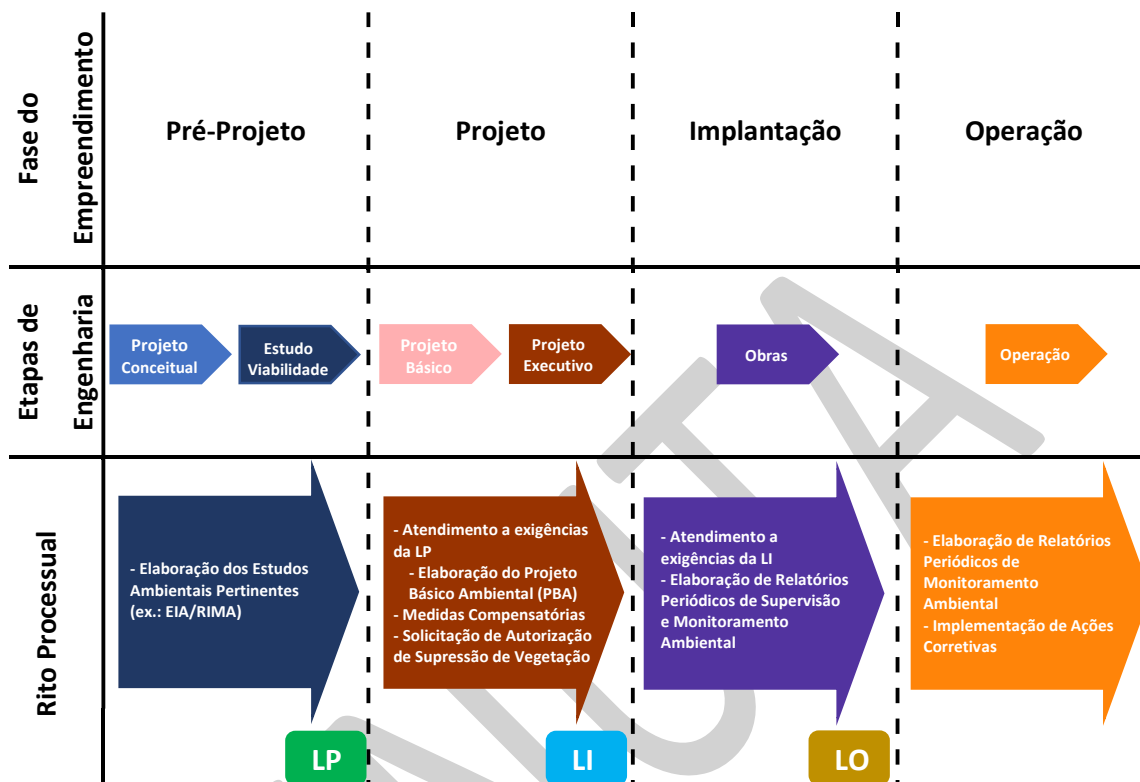 Fase do
Empreendimento
Pré-Projeto
Projeto
Implantação
Operação
Etapas de
Engenharia
Projeto
Conceitual
Estudo
Viabilidade
Projeto
Básico
Projeto
Executivo
Obras
Operação
Rito Processual
- Elaboração dos Estudos
Ambientais Pertinentes
(ex.: EIA/RIMA)
- Atendimento a exigências
da LP
- Elaboração do Projeto
Básico Ambiental (PBA)
- Medidas Compensatórias
- Solicitação de Autorização
de Supressão de Vegetação
- Atendimento a
exigências da LI
- Elaboração de Relatórios
Periódicos de Supervisão
e Monitoramento
Ambiental
- Elaboração de Relatórios
Periódicos de
Monitoramento
Ambiental
- Implementação de Ações
Corretivas
LP
LI
LO